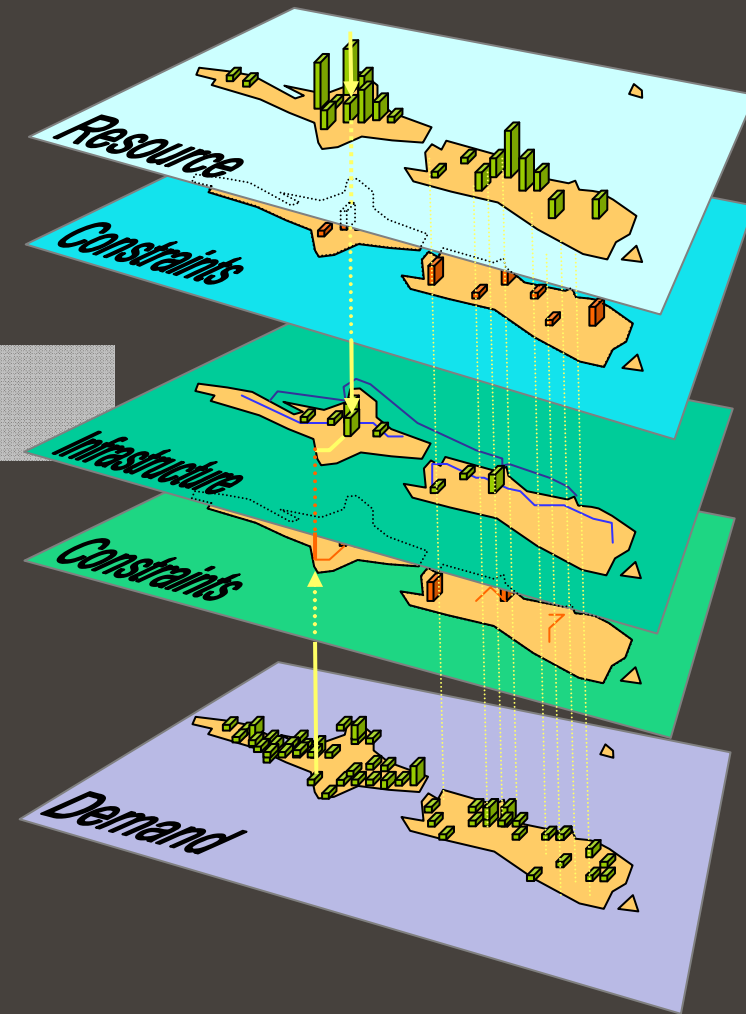 Resource
Constraints
Infrastructure
Constraints
Demand